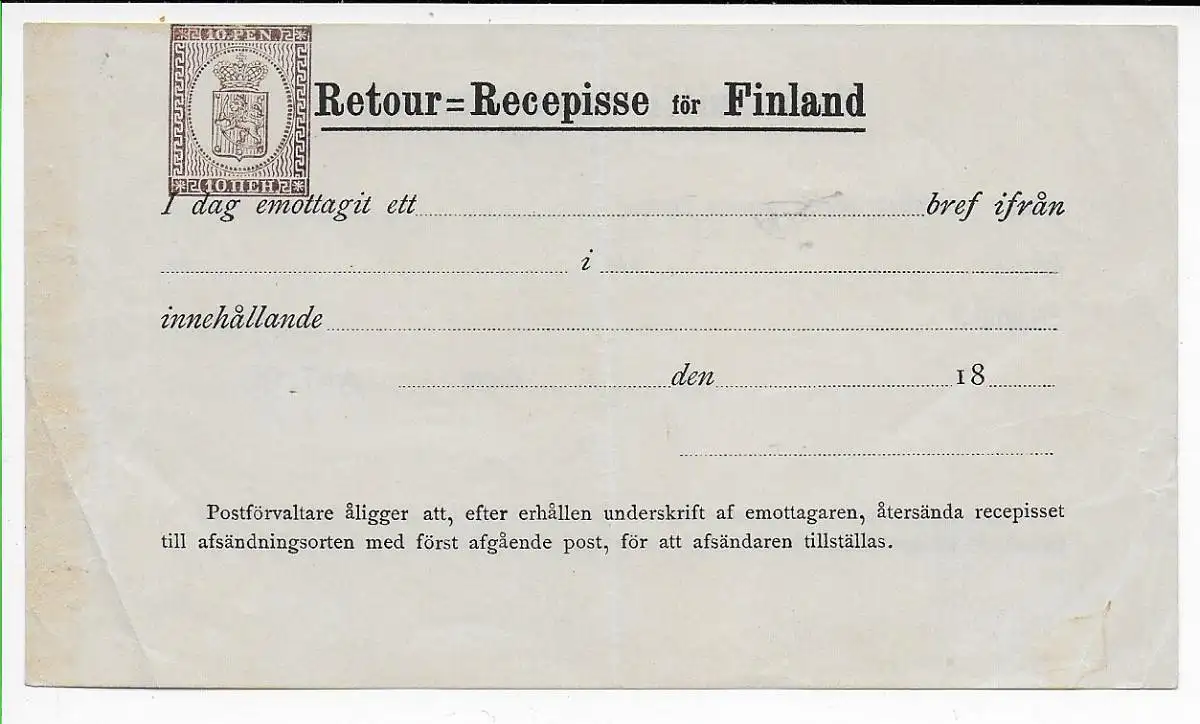 10 PEN
Retour=Recepisse för Finland
10 ПЕН
I dag emottagit ett bref ifrån
i
innehållande
den 18
Postförvaltare åligger att, efter erhållen underskrift af emottagaren, återsända recepisset
till afsändningsorten med först afgående post, för att afsändaren tillställas.